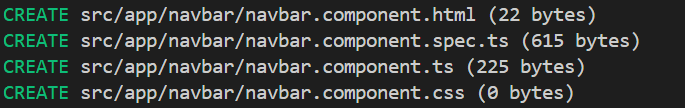 CREATE src/app/navbar/navbar.component.html (22 bytes)
CREATE src/app/navbar/navbar.component.spec.ts (615 bytes)
CREATE src/app/navbar/navbar.component.ts (225 bytes)
CREATE src/app/navbar/navbar.component.css (0 bytes)